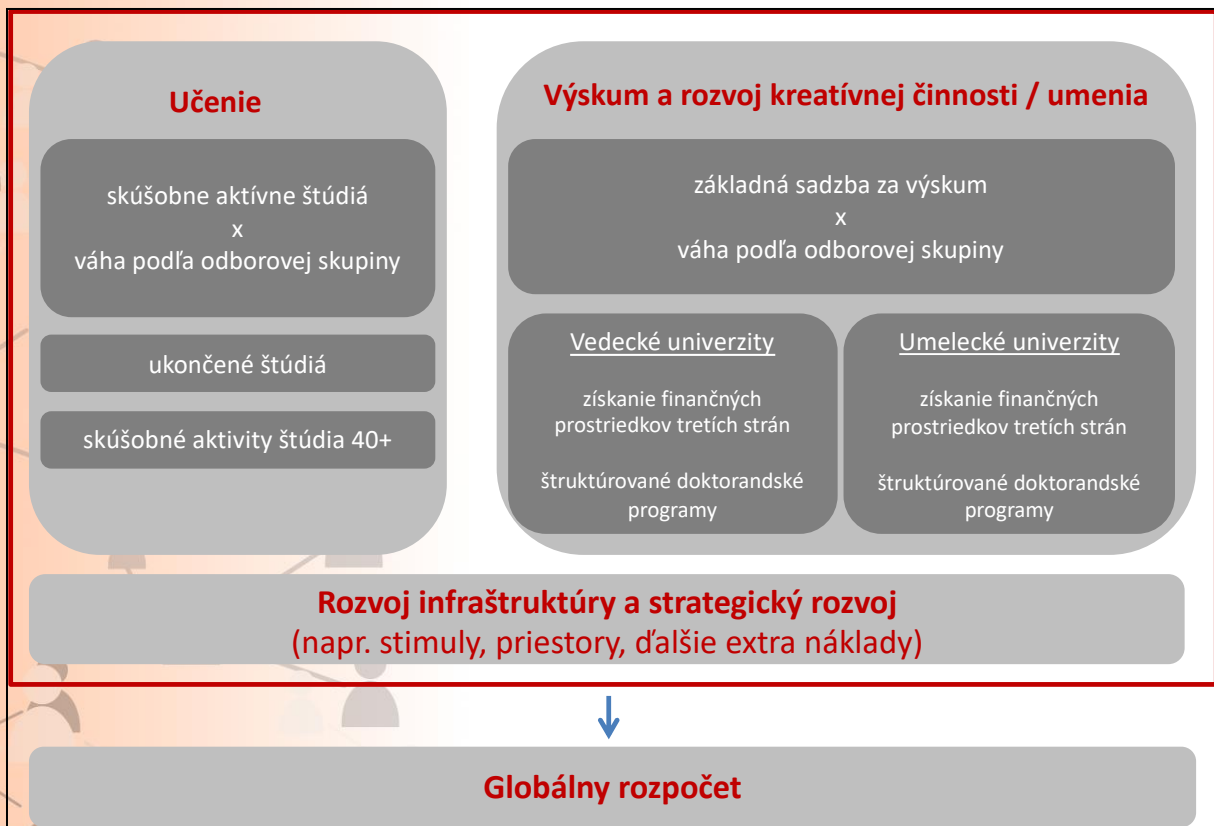 Učenie
skúšobne aktívne štúdiá
x
váha podľa odborovej skupiny
ukončené štúdiá
skúšobné aktivity štúdia 40+
Výskum a rozvoj kreatívnej činnosti / umenia
základná sadzba za výskum
x
váha podľa odborovej skupiny
Vedecké univerzity
získanie finančných
prostriedkov tretích strán
štruktúrované doktorandské
programy
Umelecké univerzity
získanie finančných
prostriedkov tretích strán
štruktúrované doktorandské
programy
Rozvoj infraštruktúry a strategický rozvoj
(napr. stimuly, priestory, ďalšie extra náklady)
Globálny rozpočet